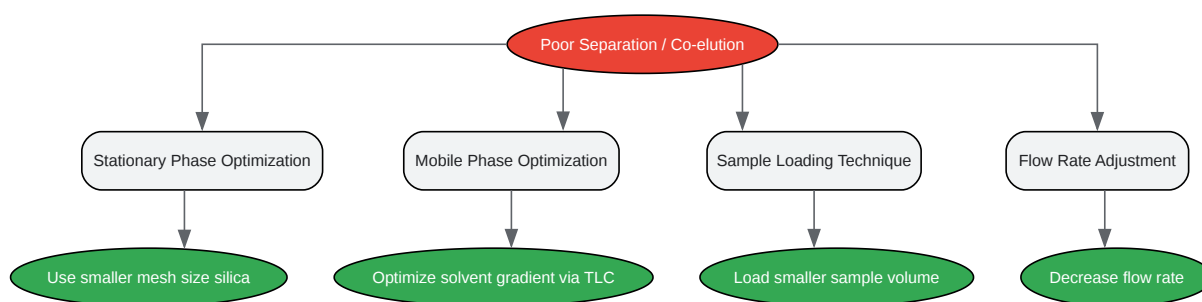 Poor Separation / Co-elution
Stationary Phase Optimization
Mobile Phase Optimization
Sample Loading Technique
Flow Rate Adjustment
Use smaller mesh size silica
Optimize solvent gradient via TLC
Load smaller sample volume
Decrease flow rate